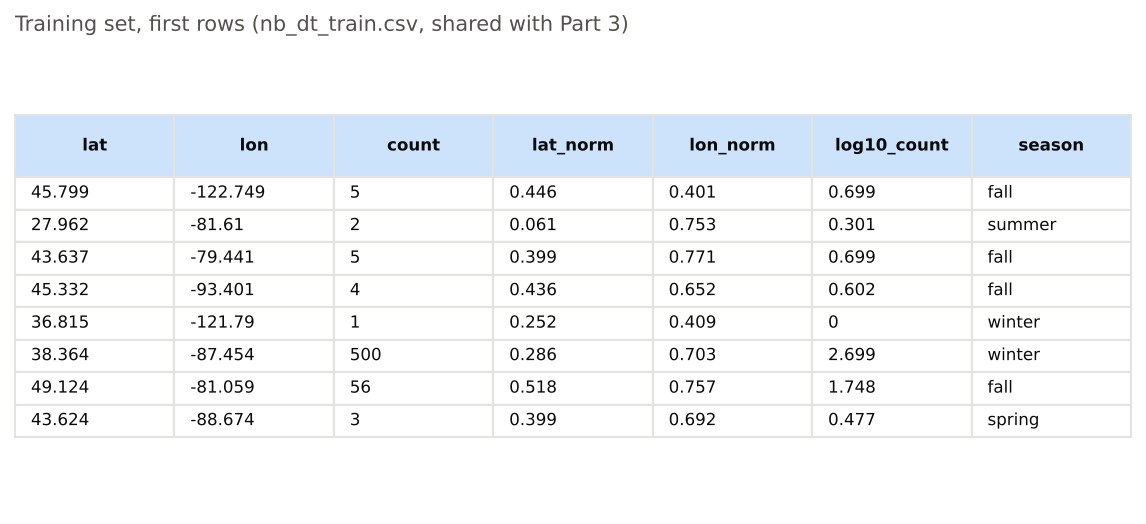 Training set, first rows (nb_dt_train.csv, shared with Part 3)
lat lon count lat_norm lon_norm log10_count season
45.799 -122.749 5 0.446 0.401 0.699 fall
27.962 -81.61 2 0.061 0.753 0.301 summer
43.637 -79.441 5 0.399 0.771 0.699 fall
45.332 -93.401 4 0.436 0.652 0.602 fall
36.815 -121.79 1 0.252 0.409 0 winter
38.364 -87.454 500 0.286 0.703 2.699 winter
49.124 -81.059 56 0.518 0.757 1.748 fall
43.624 -88.674 3 0.399 0.692 0.477 spring